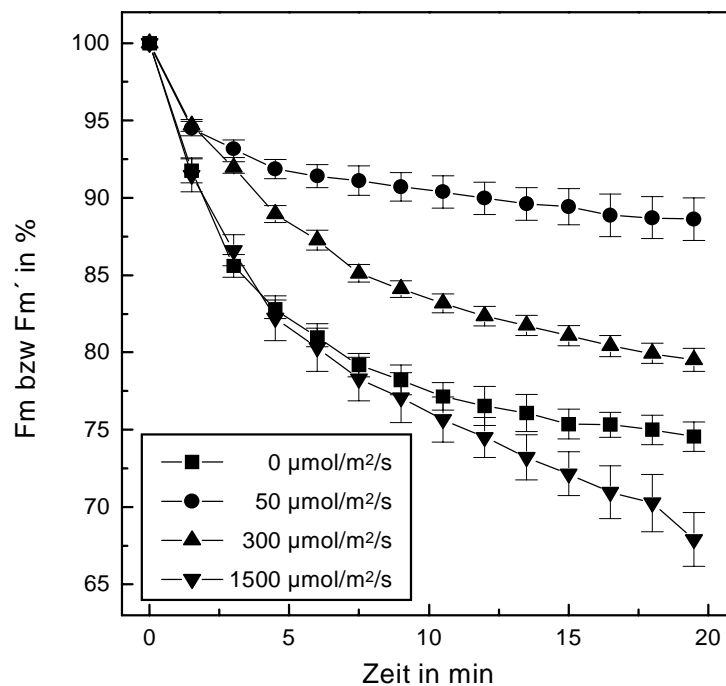 100
95
90
85
80
75
70
65
Fm bzw Fm´ in %
0 µmol/m²/s
50 µmol/m²/s
300 µmol/m²/s
1500 µmol/m²/s
0 5 10 15 20
Zeit in min